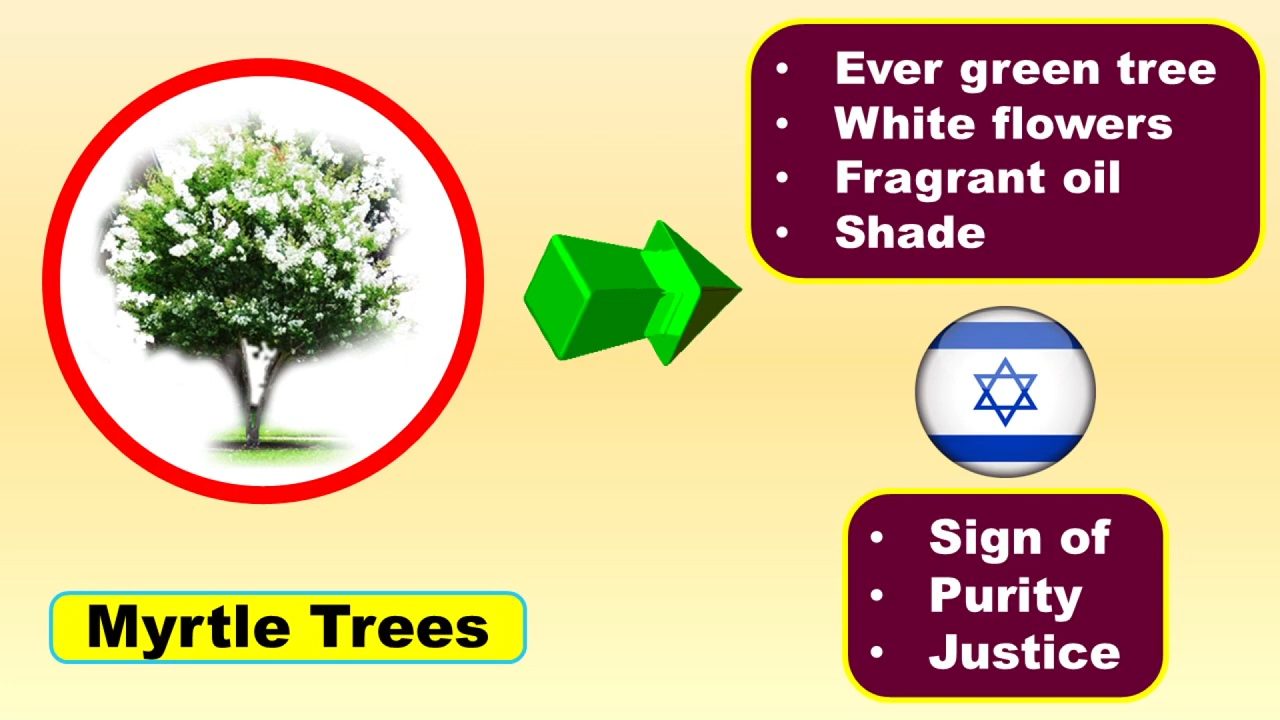 • Ever green tree
• White flowers
• Fragrant oil
• Shade
• Sign of
• Purity
• Justice
Myrtle Trees